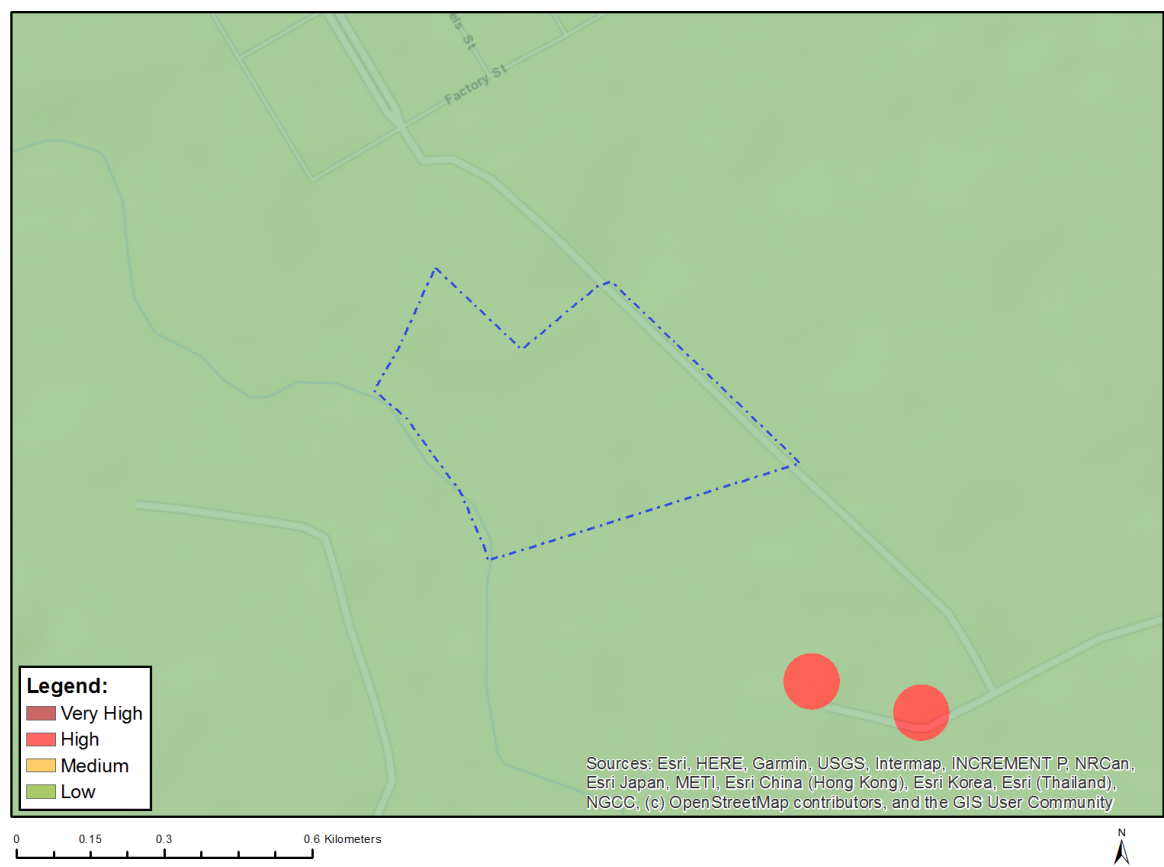 els St
Factory St
Legend:
Very High
High
Medium
Low
Sources: Esri, HERE, Garmin, USGS, Intermap, INCREMENT P, NRCan,
Esri Japan, METI, Esri China (Hong Kong), Esri Korea, Esri (Thailand),
NGCC, (c) OpenStreetMap contributors, and the GIS User Community
0 0.15 0.3 0.6 Kilometers
N